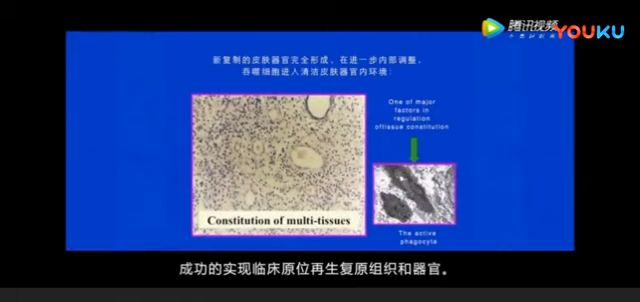 腾讯视频
YOUKU
新复制的皮肤器官完全形成,在进一步内部调整,
吞噬细胞进入清洁皮肤器官内环境:
One of major
factors in
regulation
oftissue constitution
Constitution of multi-tissues
The active
phagocyte
成功的实现临床原位再生复原组织和器官。